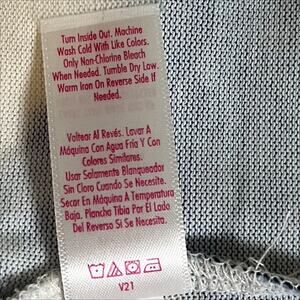 Turn Inside Out. Machine
Wash Cold With Like Colors.
Only Non-Chlorine Bleach
When Needed. Tumble Dry Low.
Warm Iron on Reverse Side If
Needed.
Voltear Al Revés. Lavar A
Máquina Con Agua Fría Y Con
Colores Similares.
Usar Solamente Blanqueador
Sin Cloro Cuando Se Necesite.
Secar En Máquina A Temperatura
Baja. Plancha Tibia Por El Lado
Del Reverso Si Se Necesita.
V21